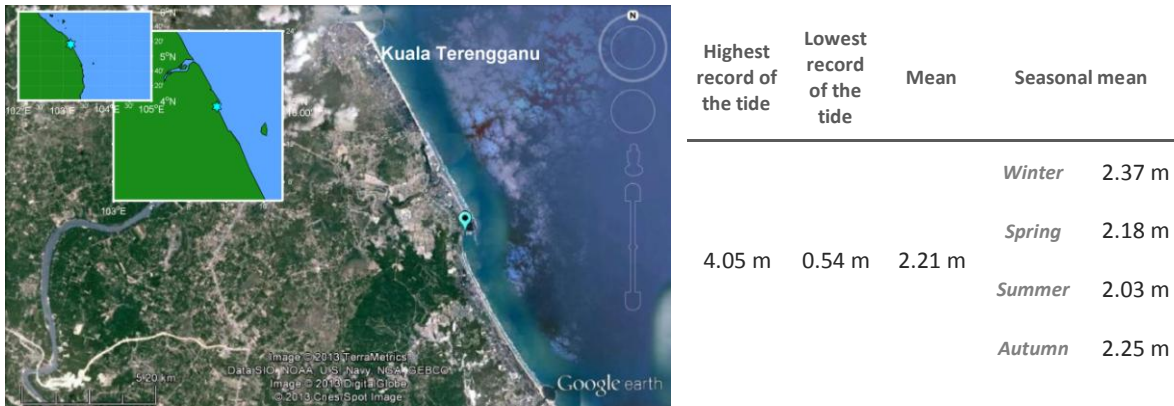 Kuala Terengganu
N
102°E
103°E
104°E
105°E
5°N
4°N
103°E
5.20 km
Image © 2013 TerraMetrics
Data SIO, NOAA, U.S. Navy, NGA, GEBCO
Image © 2013 DigitalGlobe
© 2013 Cnes/Spot Image
Google earth
Highest record of the tide
Lowest record of the tide
Mean
Seasonal mean
4.05 m
0.54 m
2.21 m
Winter 2.37 m
Spring 2.18 m
Summer 2.03 m
Autumn 2.25 m